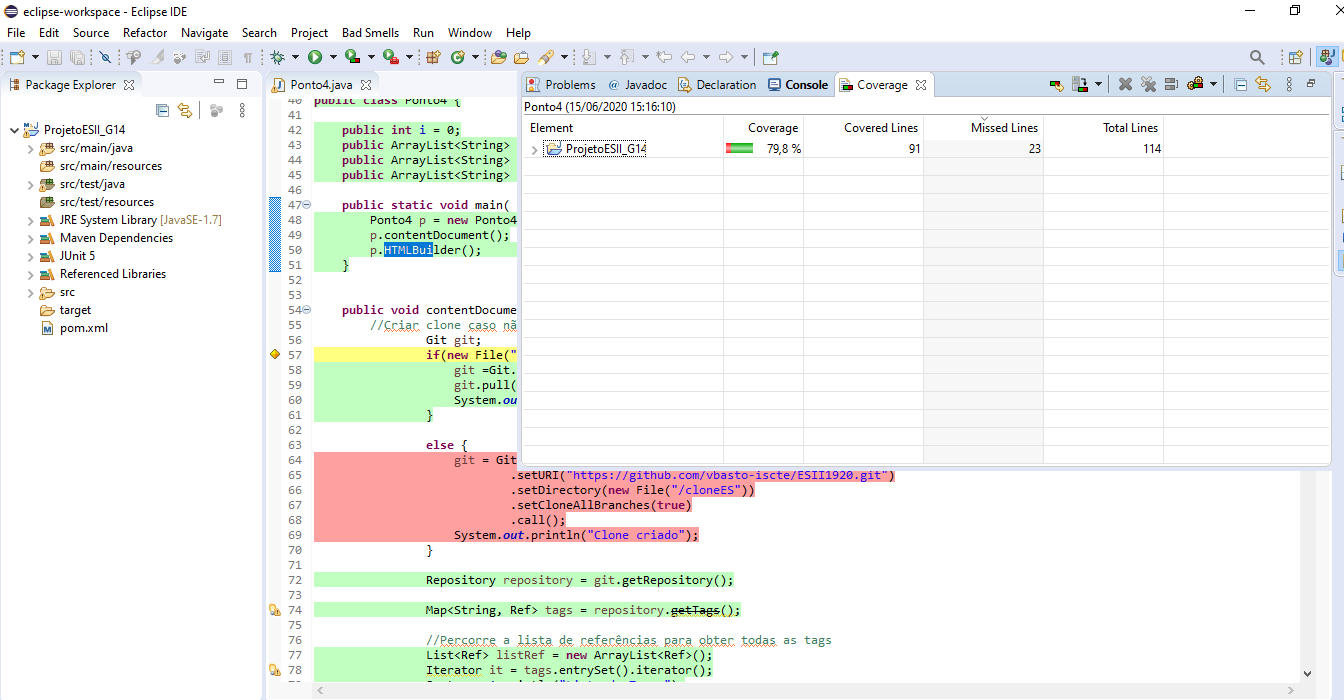 eclipse-workspace - Eclipse IDE
File Edit Source Refactor Navigate Search Project Bad Smells Run Window Help
Package Explorer
ProjetoESII_G14
src/main/java
src/main/resources
src/test/java
src/test/resources
JRE System Library [JavaSE-1.7]
Maven Dependencies
JUnit 5
Referenced Libraries
src
target
pom.xml
Ponto4.java
40 public class Ponto4 {
41
42 public int i = 0;
43 public ArrayList<String>
44 public ArrayList<String>
45 public ArrayList<String>
46
47 public static void main(
48 Ponto4 p = new Ponto4
49 p.contentDocument();
50 p.HTMLBuilder();
51 }
52
53
54 public void contentDocume
55 //Criar clone caso nã
56 Git git;
57 if(new File("
58 git =Git.
59 git.pull(
60 System.ou
61 }
62
63 else {
64 git = Git
65 .setURI("https://github.com/vbasto-iscte/ESII1920.git")
66 .setDirectory(new File("/cloneES"))
67 .setCloneAllBranches(true)
68 .call();
69 System.out.println("Clone criado");
70 }
71
72 Repository repository = git.getRepository();
73
74 Map<String, Ref> tags = repository.getTags();
75
76 //Percorre a lista de referências para obter todas as tags
77 List<Ref> listRef = new ArrayList<Ref>();
78 Iterator it = tags.entrySet().iterator();
Problems Javadoc Declaration Console Coverage
Ponto4 (15/06/2020 15:16:10)
Element Coverage Covered Lines Missed Lines Total Lines
ProjetoESII_G14 79,8 % 91 23 114